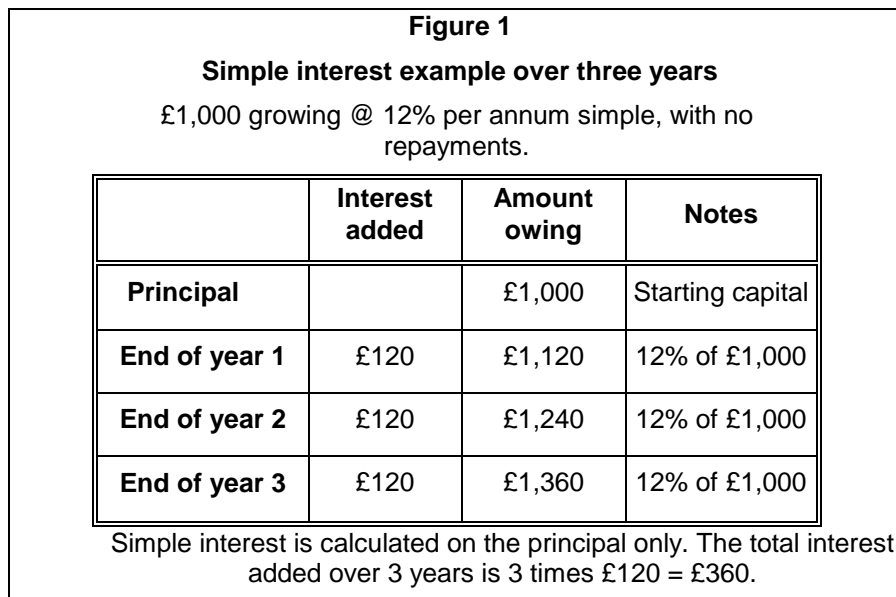 Figure 1
Simple interest example over three years
£1,000 growing @ 12% per annum simple, with no
repayments.
Interest added Amount owing Notes
Principal £1,000 Starting capital
End of year 1 £120 £1,120 12% of £1,000
End of year 2 £120 £1,240 12% of £1,000
End of year 3 £120 £1,360 12% of £1,000
Simple interest is calculated on the principal only. The total interest
added over 3 years is 3 times £120 = £360.